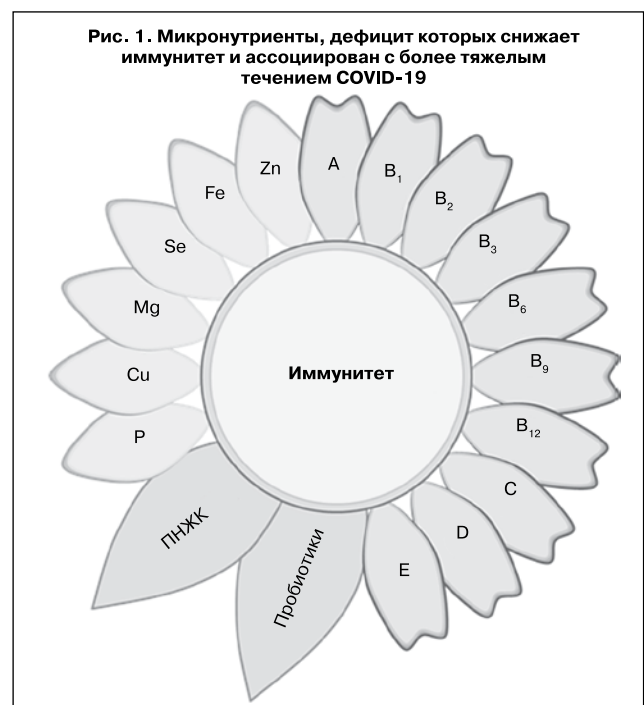 Рис. 1. Микронутриенты, дефицит которых снижает
иммунитет и ассоциирован с более тяжелым
течением COVID-19
A
B₁
B₂
B₃
B₆
B₉
B₁₂
C
D
E
Пробиотики
ПНЖК
P
Cu
Mg
Se
Fe
Zn
Иммунитет